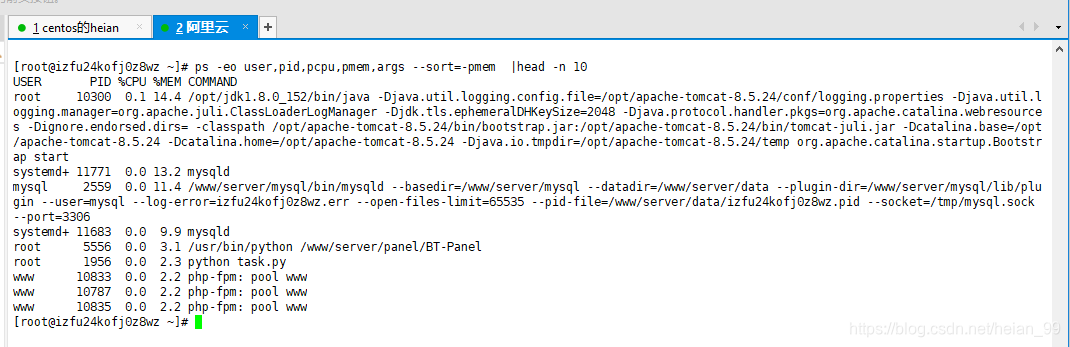 1 centos的heian
2 阿里云
[root@izfu24kofj0z8wz ~]# ps -eo user,pid,pcpu,pmem,args --sort=-pmem  |head -n 10
USER       PID %CPU %MEM COMMAND
root     10300  0.1 14.4 /opt/jdk1.8.0_152/bin/java -Djava.util.logging.config.file=/opt/apache-tomcat-8.5.24/conf/logging.properties -Djava.util.l
ogging.manager=org.apache.juli.ClassLoaderLogManager -Djdk.tls.ephemeralDHKeySize=2048 -Djava.protocol.handler.pkgs=org.apache.catalina.webresource
s -Dignore.endorsed.dirs= -classpath /opt/apache-tomcat-8.5.24/bin/bootstrap.jar:/opt/apache-tomcat-8.5.24/bin/tomcat-juli.jar -Dcatalina.base=/opt
/apache-tomcat-8.5.24 -Dcatalina.home=/opt/apache-tomcat-8.5.24 -Djava.io.tmpdir=/opt/apache-tomcat-8.5.24/temp org.apache.catalina.startup.Bootstr
ap start
systemd+ 11771  0.0 13.2 mysqld
mysql     2559  0.0 11.4 /www/server/mysql/bin/mysqld --basedir=/www/server/mysql --datadir=/www/server/data --plugin-dir=/www/server/mysql/lib/plu
gin --user=mysql --log-error=izfu24kofj0z8wz.err --open-files-limit=65535 --pid-file=/www/server/data/izfu24kofj0z8wz.pid --socket=/tmp/mysql.sock
--port=3306
systemd+ 11683  0.0  9.9 mysqld
root      5556  0.0  3.1 /usr/bin/python /www/server/panel/BT-Panel
root      1956  0.0  2.3 python task.py
www      10833  0.0  2.2 php-fpm: pool www
www      10787  0.0  2.2 php-fpm: pool www
www      10835  0.0  2.2 php-fpm: pool www
[root@izfu24kofj0z8wz ~]#
https://blog.csdn.net/heian_99